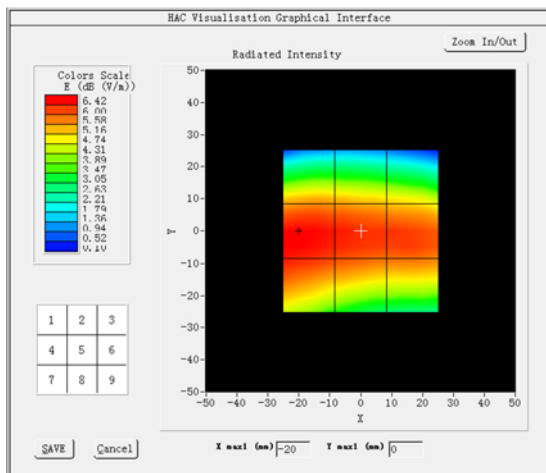 HAC Visualisation Graphical Interface
Zoom In/Out
Radiated Intensity
Colors Scale
E (dB (V/m))
6.42
6.00
5.58
5.16
4.74
4.31
3.89
3.47
3.05
2.63
2.21
1.79
1.36
0.94
0.52
0.10
50
40
30
20
10
0
-10
-20
-30
-40
-50
Y
-50 -40 -30 -20 -10 0 10 20 30 40 50
X
1 2 3
4 5 6
7 8 9
SAVE Cancel
X max1 (mm) -20 Y max1 (mm) 0